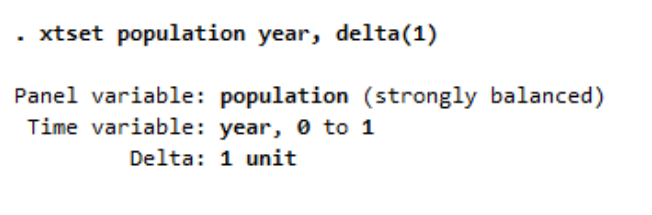 . xtset population year, delta(1)
Panel variable: population (strongly balanced)
Time variable: year, 0 to 1
Delta: 1 unit